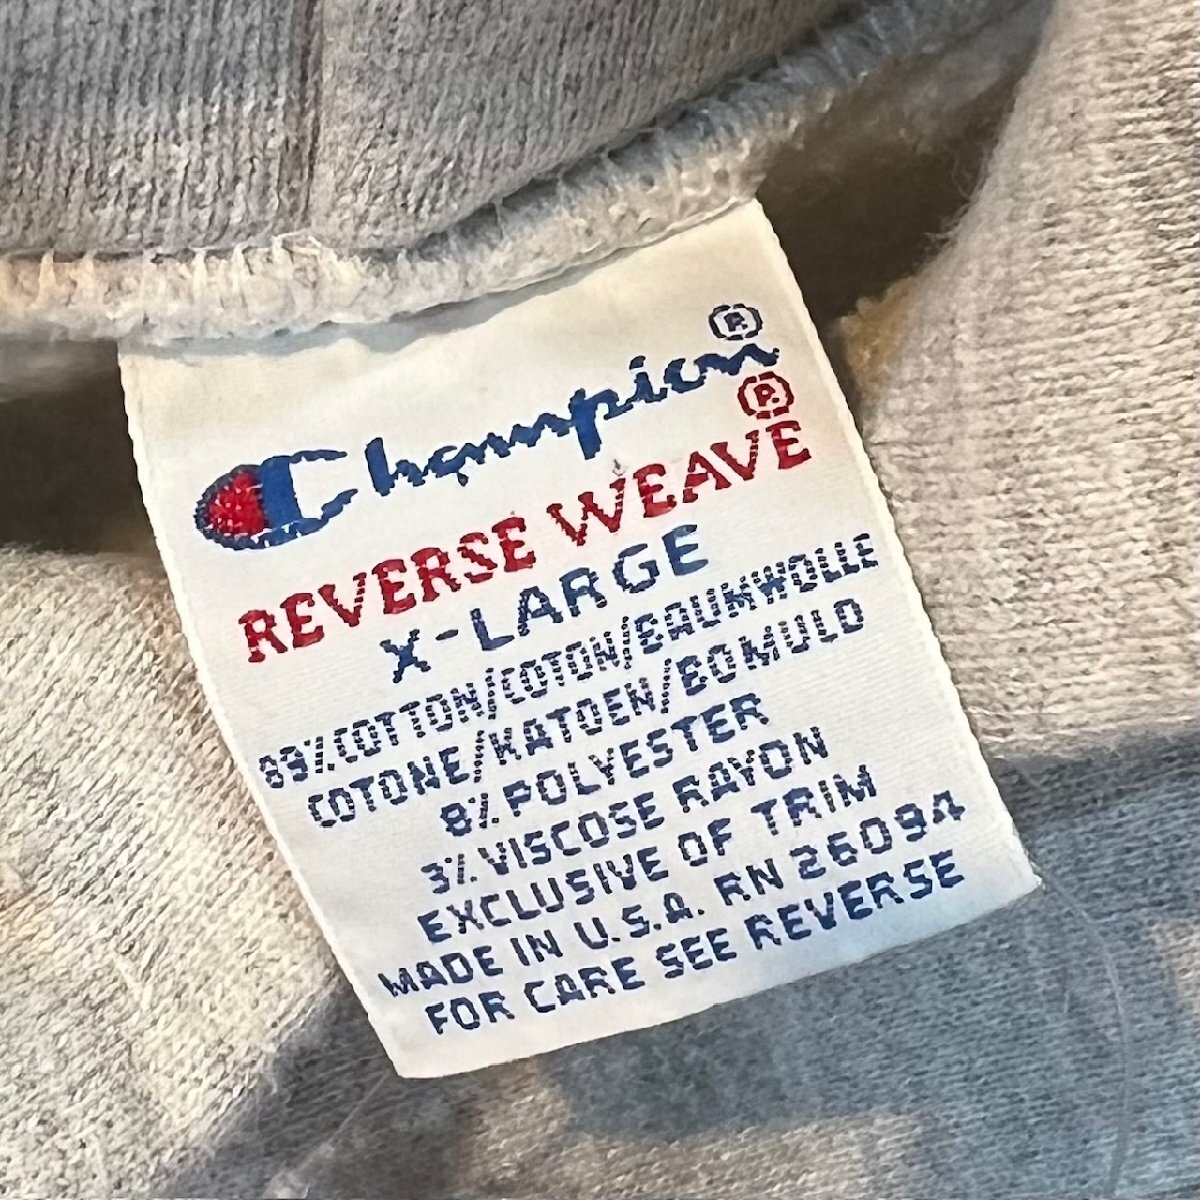 Champion®
REVERSE WEAVE®
X-LARGE
89%COTTON/COTON/BAUMWOLLE
COTONE/KATOEN/BOMULD
8% POLYESTER
3% VISCOSE RAYON
EXCLUSIVE OF TRIM
MADE IN U.S.A. RN 26094
FOR CARE SEE REVERSE